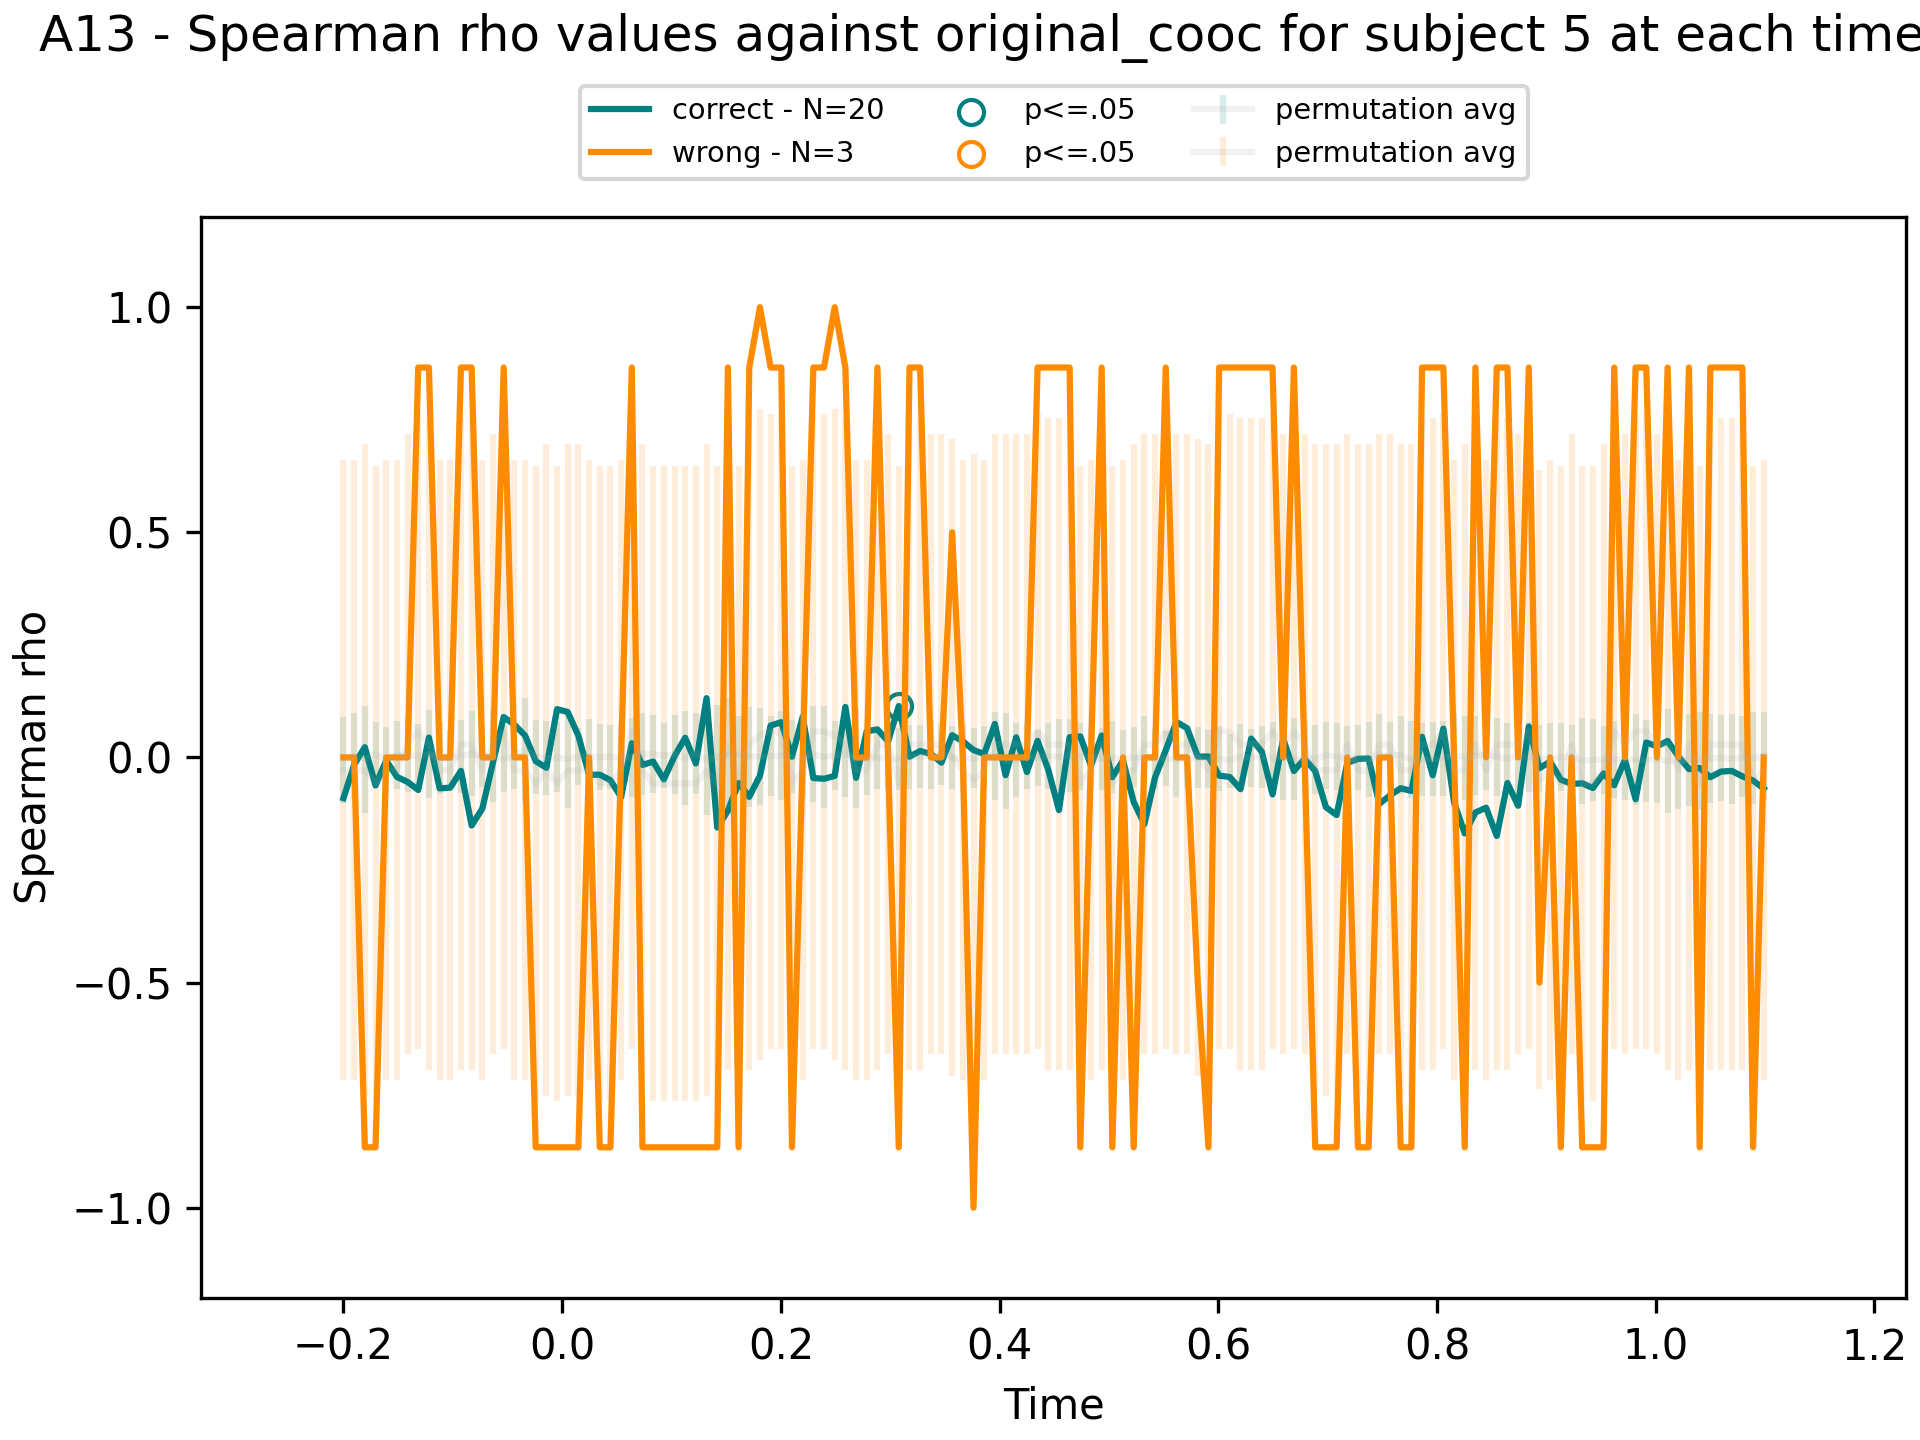 A13 - Spearman rho values against original_cooc for subject 5 at each time
correct - N=20
wrong - N=3
p<=.05
p<=.05
permutation avg
permutation avg
1.0
0.5
0.0
−0.5
−1.0
Spearman rho
−0.2
0.0
0.2
0.4
0.6
0.8
1.0
1.2
Time